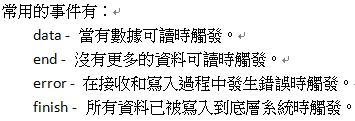 常用的事件有：
data - 當有數據可讀時觸發。
end - 沒有更多的資料可讀時觸發。
error - 在接收和寫入過程中發生錯誤時觸發。
finish - 所有資料已被寫入到底層系統時觸發。